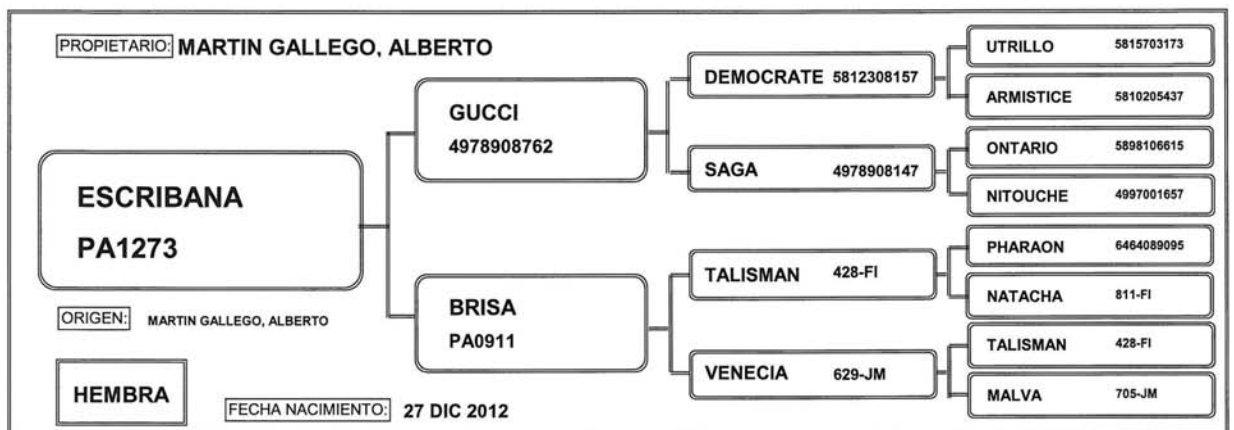 PROPIETARIO: MARTIN GALLEGO, ALBERTO
ESCRIBANA
PA1273
ORIGEN: MARTIN GALLEGO, ALBERTO
HEMBRA
FECHA NACIMIENTO: 27 DIC 2012
GUCCI
4978908762
BRISA
PA0911
DEMOCRATE 5812308157
SAGA 4978908147
TALISMAN 428-FI
VENECIA 629-JM
UTRILLO 5815703173
ARMISTICE 5810205437
ONTARIO 5898106615
NITOUCHE 4997001657
PHARAON 6464089095
NATACHA 811-FI
TALISMAN 428-FI
MALVA 705-JM